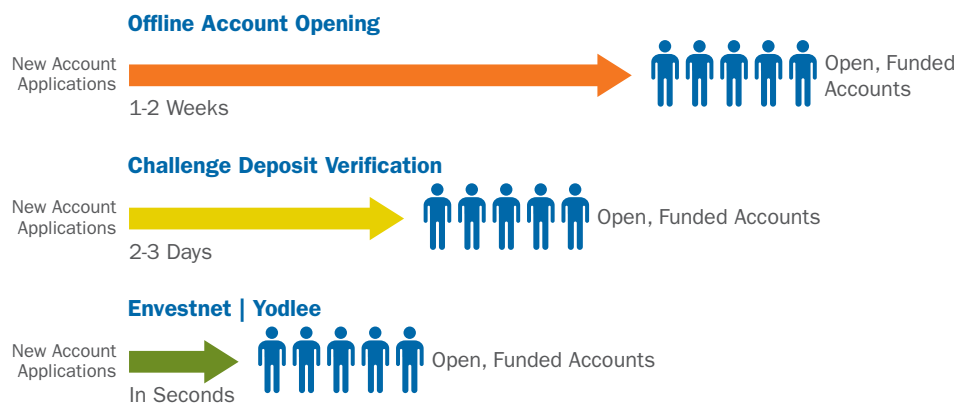 Offline Account Opening
New Account
Applications
1-2 Weeks
Open, Funded
Accounts
Challenge Deposit Verification
New Account
Applications
2-3 Days
Open, Funded Accounts
Envestnet | Yodlee
New Account
Applications
In Seconds
Open, Funded Accounts